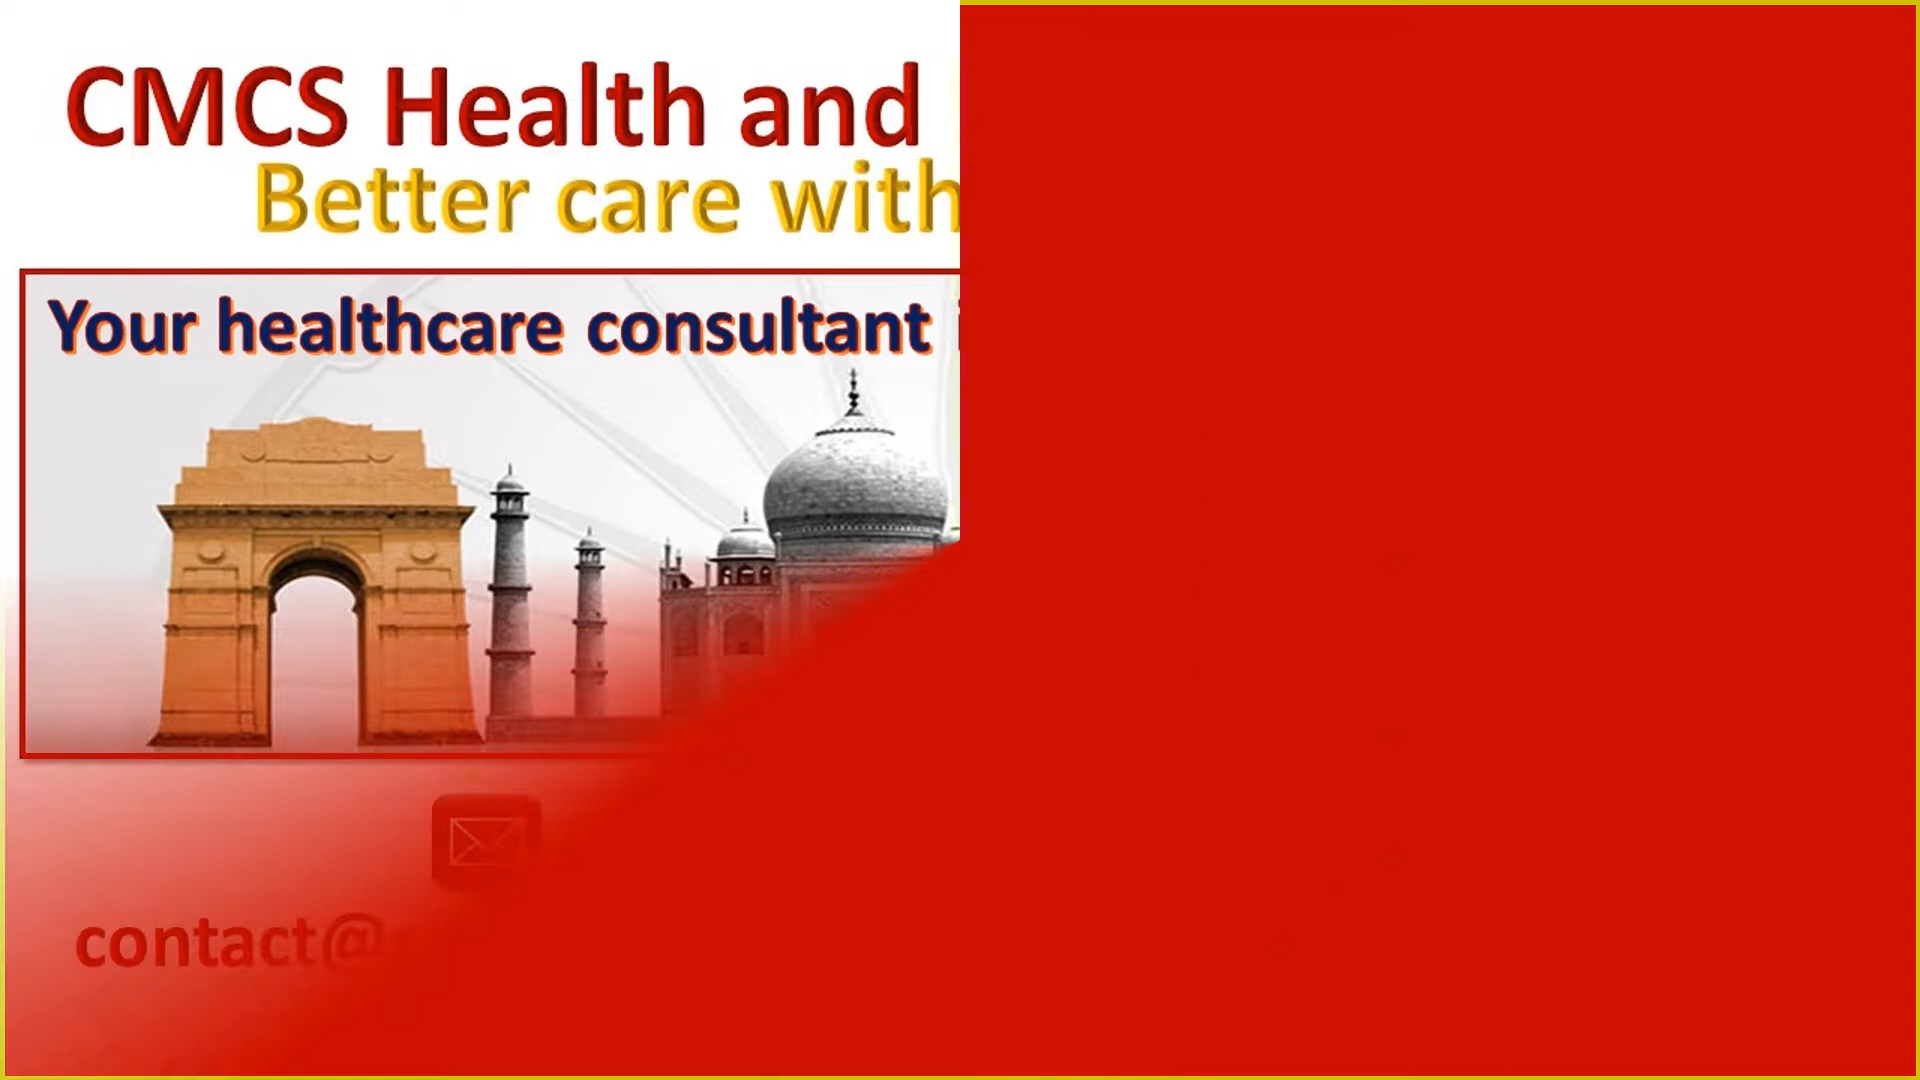 CMCS Health and
Better care with
Your healthcare consultant
contact@